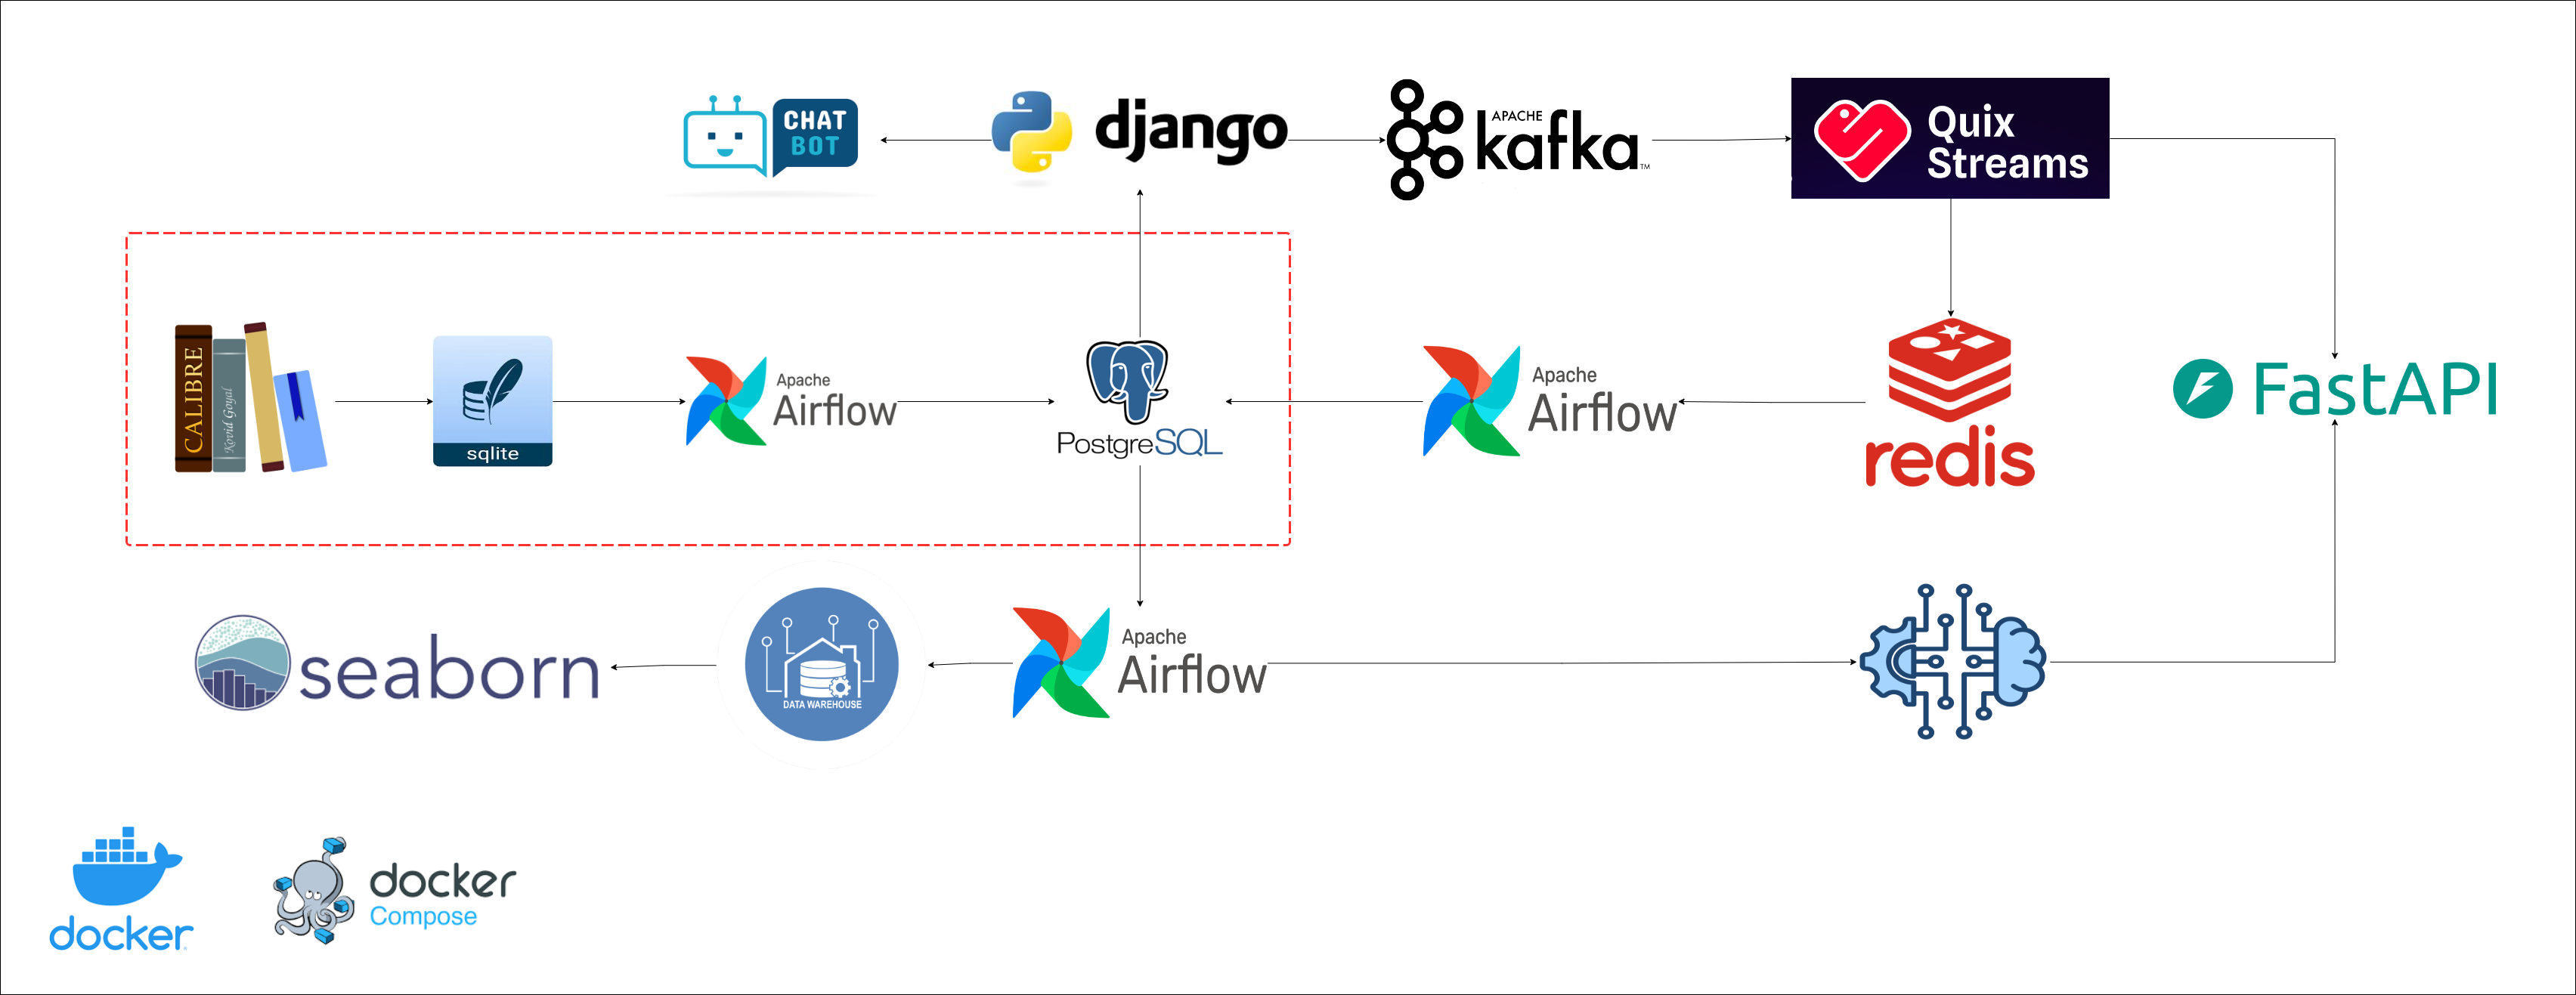 CHAT
BOT
django
APACHE
kafka™
Quix
Streams
CALIBRE
Kovid Goyal
sqlite
Apache
Airflow
PostgreSQL
Apache
Airflow
redis
FastAPI
seaborn
DATA WAREHOUSE
Apache
Airflow
docker
docker
Compose